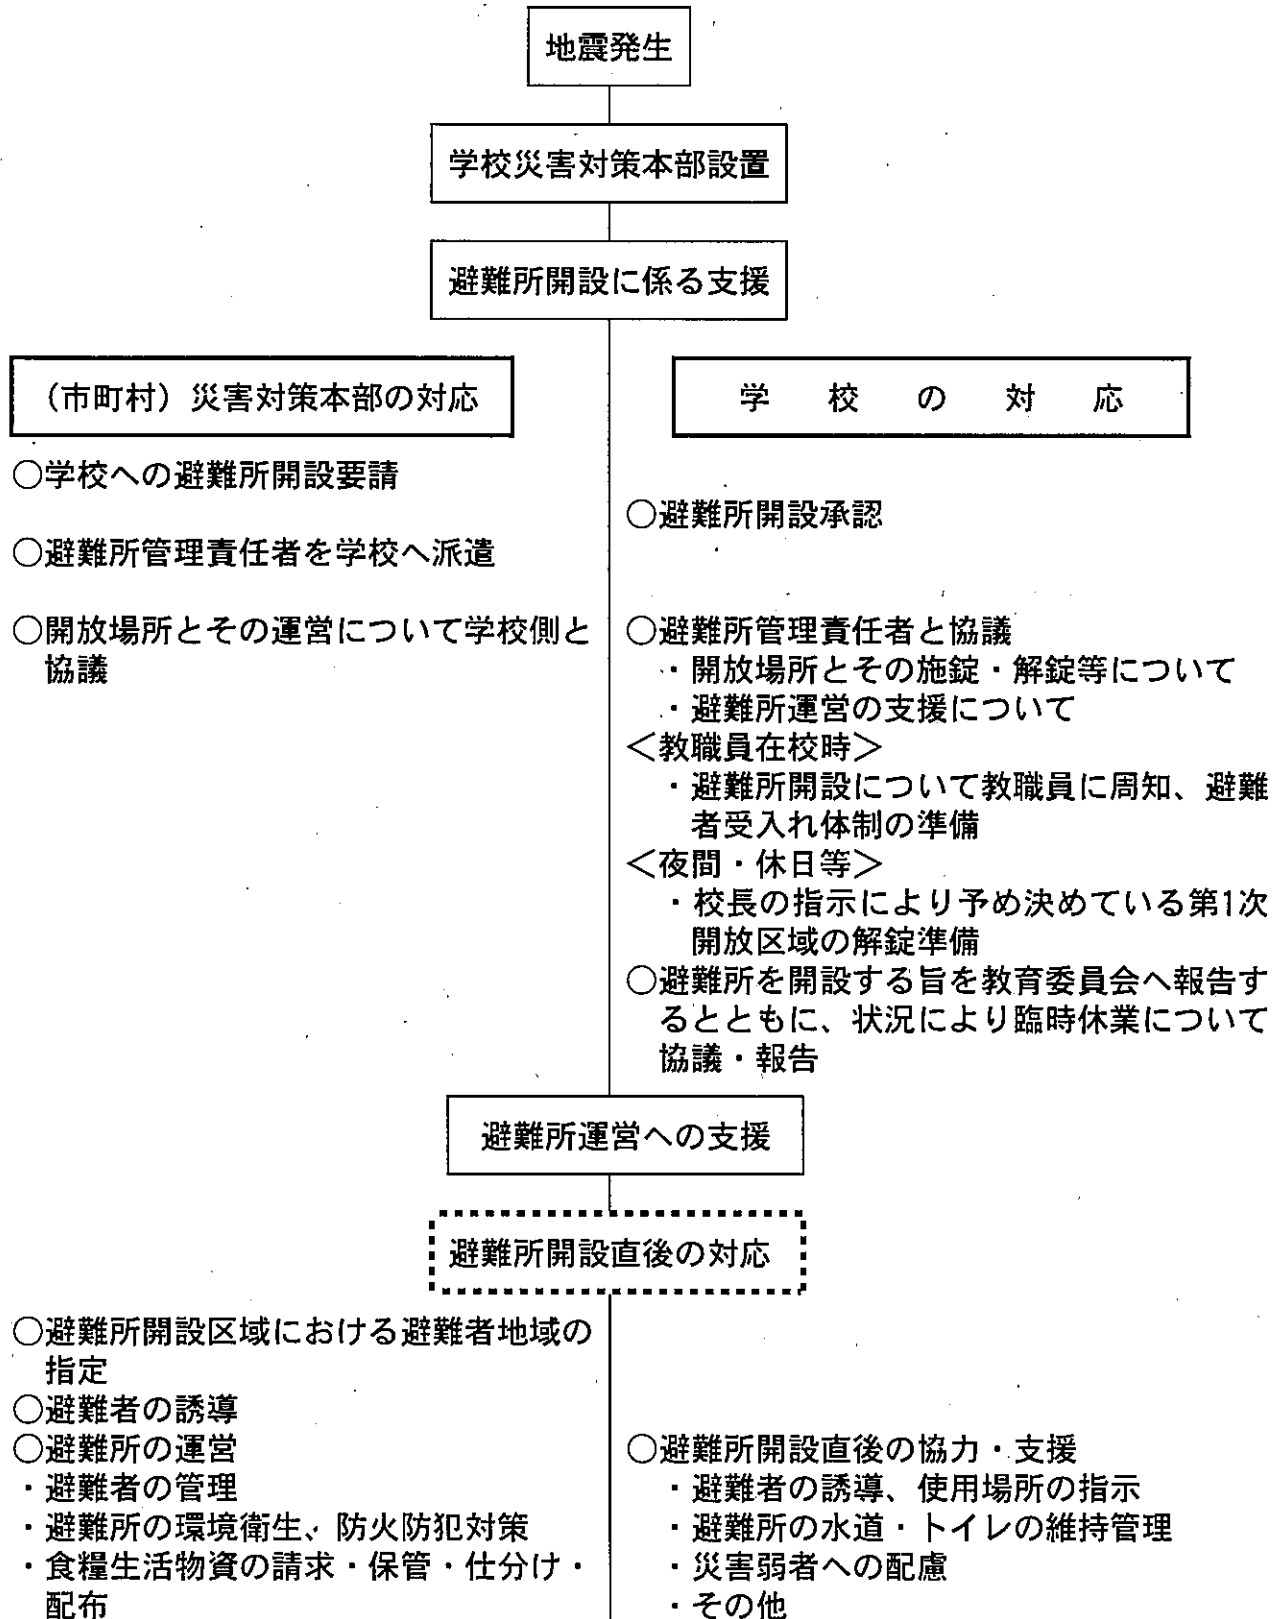 地震発生
学校災害対策本部設置
避難所開設に係る支援
(市町村)災害対策本部の対応
○学校への避難所開設要請
○避難所管理責任者を学校へ派遣
○開放場所とその運営について学校側と
協議
学校の対応
○避難所開設承認
○避難所管理責任者と協議
・開放場所とその施錠・解錠等について
・避難所運営の支援について
<教職員在校時>
・避難所開設について教職員に周知、避難
者受入れ体制の準備
<夜間・休日等>
・校長の指示により予め決めている第1次
開放区域の解錠準備
○避難所を開設する旨を教育委員会へ報告す
るとともに、状況により臨時休業について
協議・報告
避難所運営への支援
避難所開設直後の対応
○避難所開設区域における避難者地域の
指定
○避難者の誘導
○避難所の運営
・避難者の管理
・避難所の環境衛生、防火防犯対策
・食糧生活物資の請求・保管・仕分け・
配布
○避難所開設直後の協力・支援
・避難者の誘導、使用場所の指示
・避難所の水道・トイレの維持管理
・災害弱者への配慮
・その他